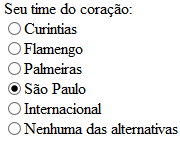 Seu time do coração:
Curintias
Flamengo
Palmeiras
São Paulo
Internacional
Nenhuma das alternativas